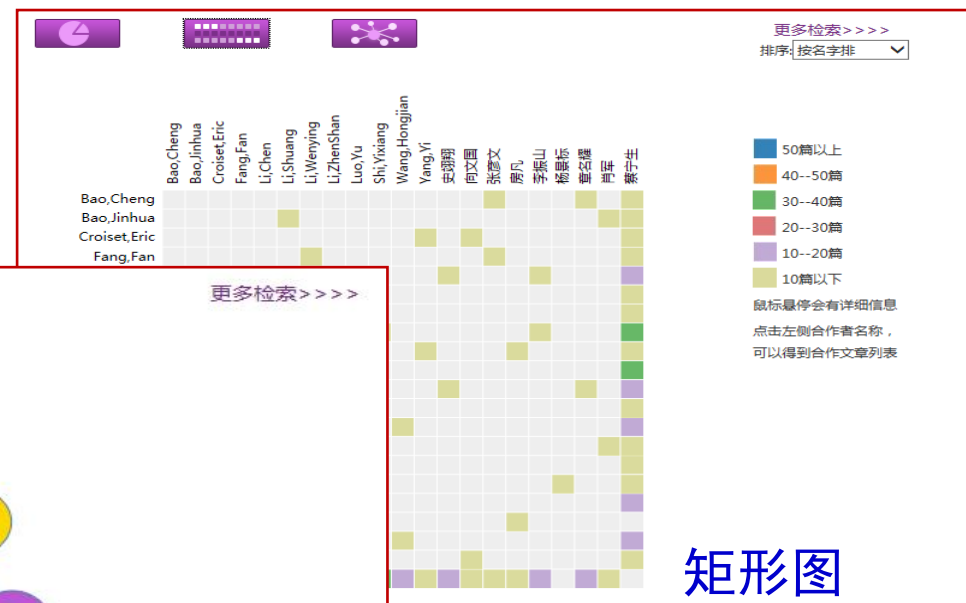 更多检索>>>>
排序:按名字排
Bao,Cheng
Bao,Jinhua
Croiset,Eric
Fang,Fan
Li,Chen
Li,Shuang
Li,Wenying
Li,ZhenShan
Luo,Yu
Shi,Yixiang
Wang,Hongjian
Yang,Yi
史翊翔
向文国
张彦文
房凡
李振山
杨景标
章名耀
肖军
蔡宁生
Bao,Cheng
Bao,Jinhua
Croiset,Eric
Fang,Fan
50篇以上
40--50篇
30--40篇
20--30篇
10--20篇
10篇以下
鼠标悬停会有详细信息
点击左侧合作者名称，
可以得到合作文章列表
更多检索>>>>
矩形图